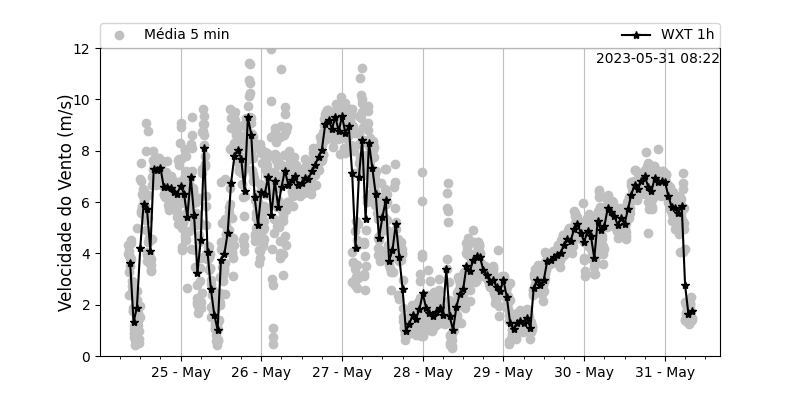 Média 5 min
WXT 1h
2023-05-31 08:22
Velocidade do Vento (m/s)
12
10
8
6
4
2
0
25 - May
26 - May
27 - May
28 - May
29 - May
30 - May
31 - May